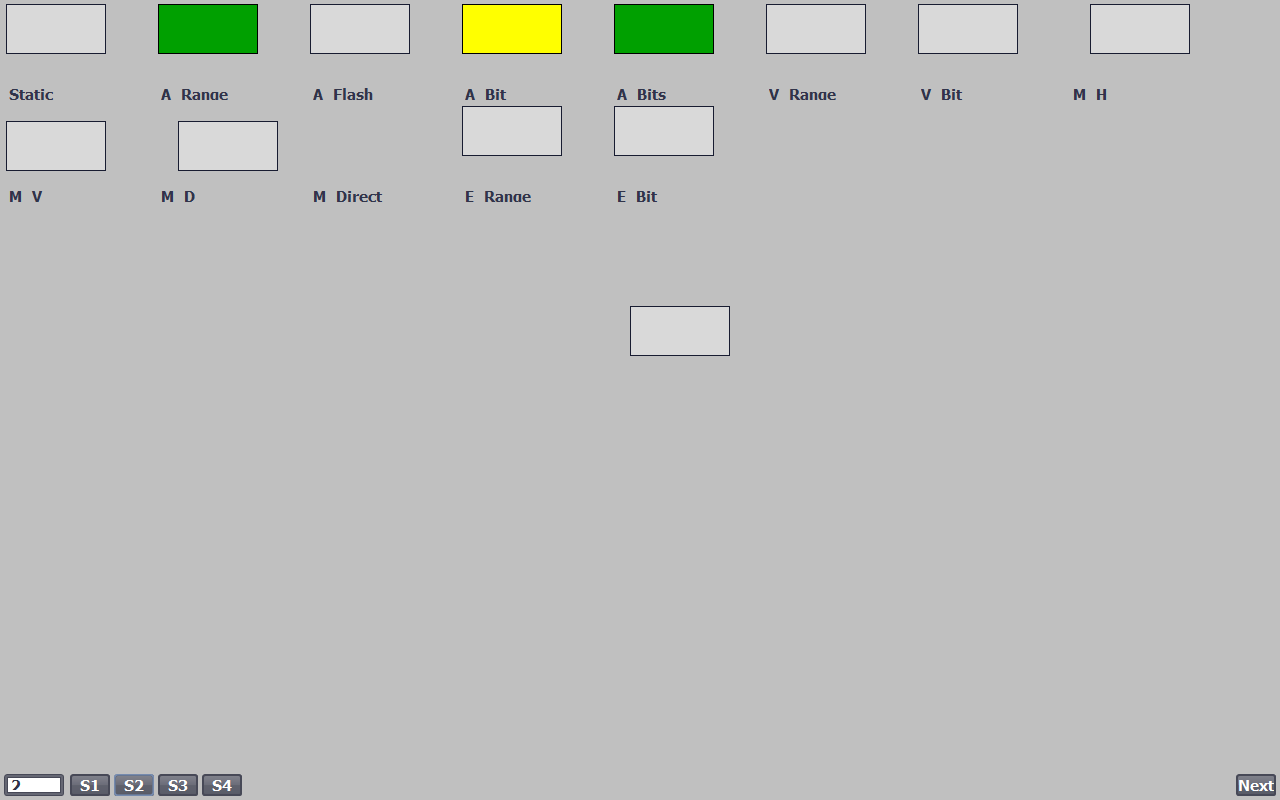 Static A Range A Flash A Bit A Bits V Range V Bit M H
M V M D M Direct E Range E Bit
2 S1 S2 S3 S4 Next